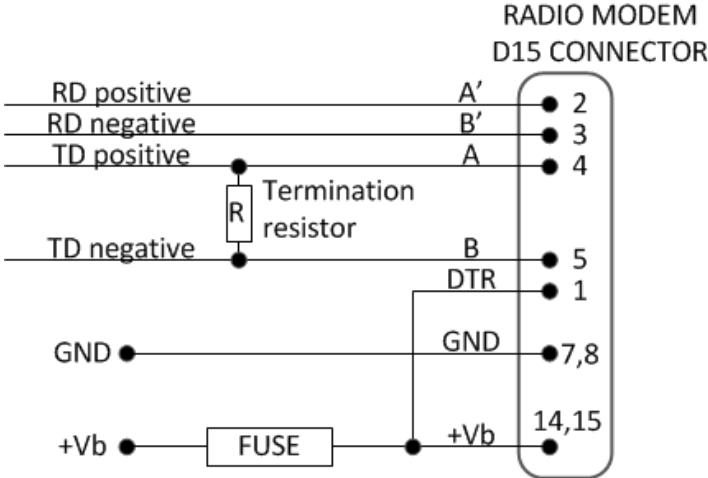 RADIO MODEM
D15 CONNECTOR
RD positive A’ 2
RD negative B’ 3
TD positive A 4
Termination
R resistor
TD negative B 5
DTR 1
GND GND 7,8
14,15
+Vb FUSE +Vb